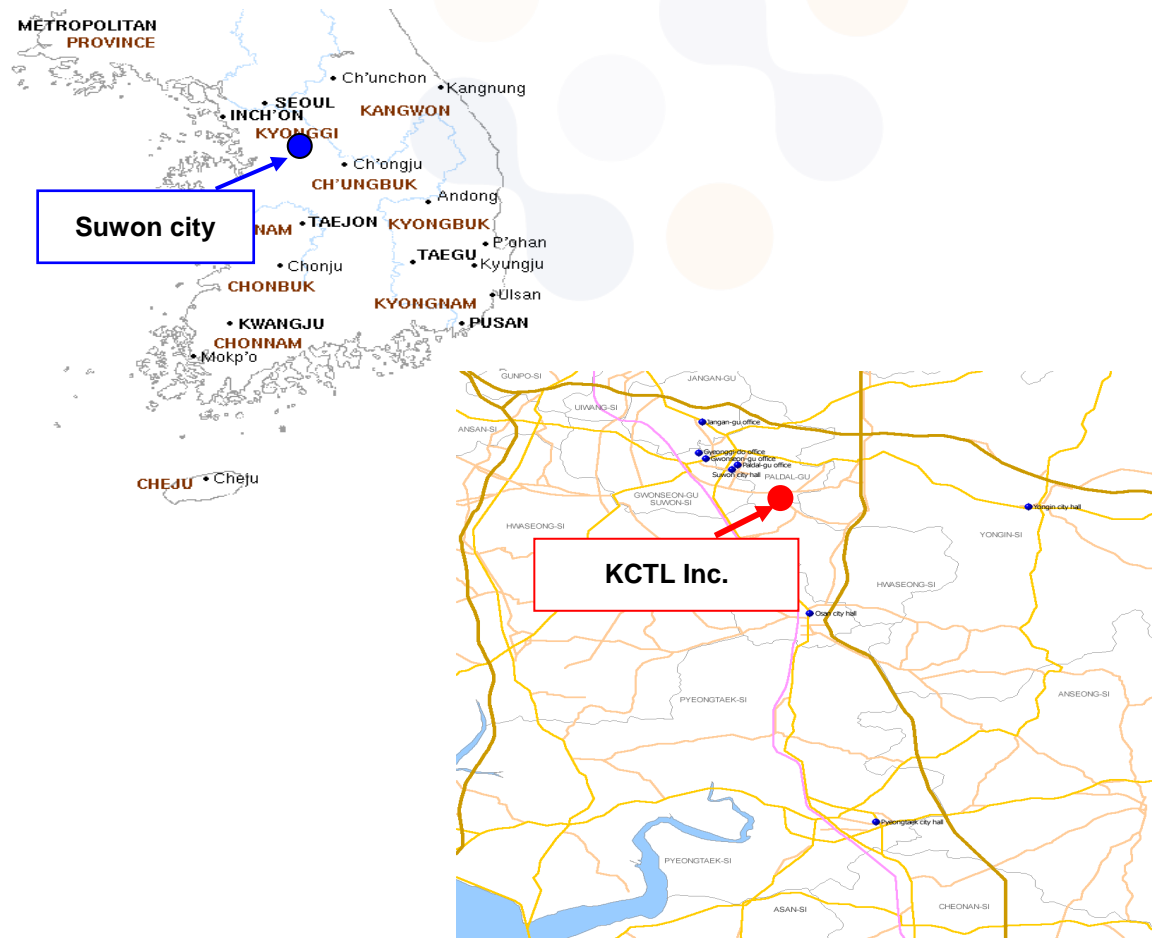 METROPOLITAN
PROVINCE
Ch'unchon
Kangnung
SEOUL
INCH'ON
KANGWON
KYONGGI
Ch'ongju
CH'UNGBUK
Suwon city
Andong
NAM
TAEJON
KYONGBUK
P'ohan
TAEGU
Kyungju
Chonju
CHONBUK
KYONGNAM
Ulsan
KWANGJU
PUSAN
CHONNAM
Mokp'o
CHEJU
Cheju
GUNPO-SI
JANGAN-GU
UIWANG-SI
ANSAN-SI
Jangan-gu office
Gyeonggi-do office
Gwonseon-gu office
Paldal-gu office
Suwon city hall
PALDAL-GU
GWONSEON-GU
SUWON-SI
HWASEONG-SI
Yongin city hall
YONGIN-SI
KCTL Inc.
HWASEONG-SI
Osan city hall
PYEONGTAEK-SI
ANSEONG-SI
Pyeongtaek city hall
PYEONGTAEK-SI
ASAN-SI
CHEONAN-SI